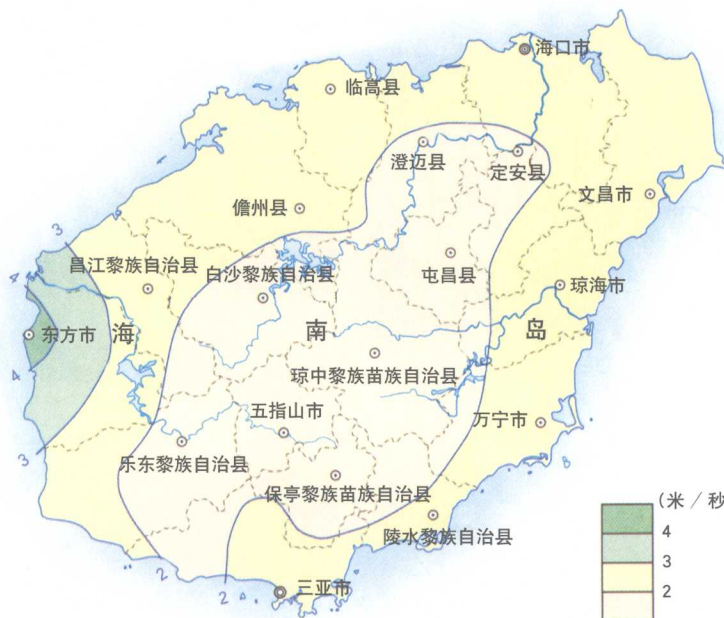 海口市
临高县
澄迈县
定安县
文昌市
儋州县
昌江黎族自治县
白沙黎族自治县
屯昌县
琼海市
东方市
海南岛
琼中黎族苗族自治县
五指山市
万宁市
乐东黎族自治县
保亭黎族苗族自治县
陵水黎族自治县
三亚市
3
4
4
3
2
2
(米/秒
4
3
2